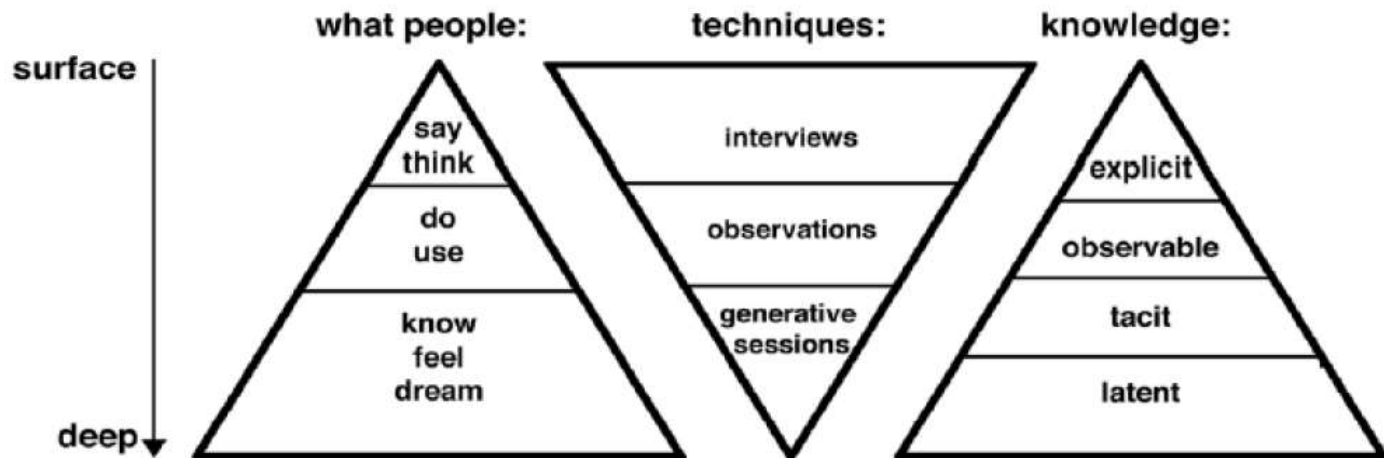 what people:
techniques:
knowledge:
surface
deep
say
think
do
use
know
feel
dream
interviews
observations
generative
sessions
explicit
observable
tacit
latent